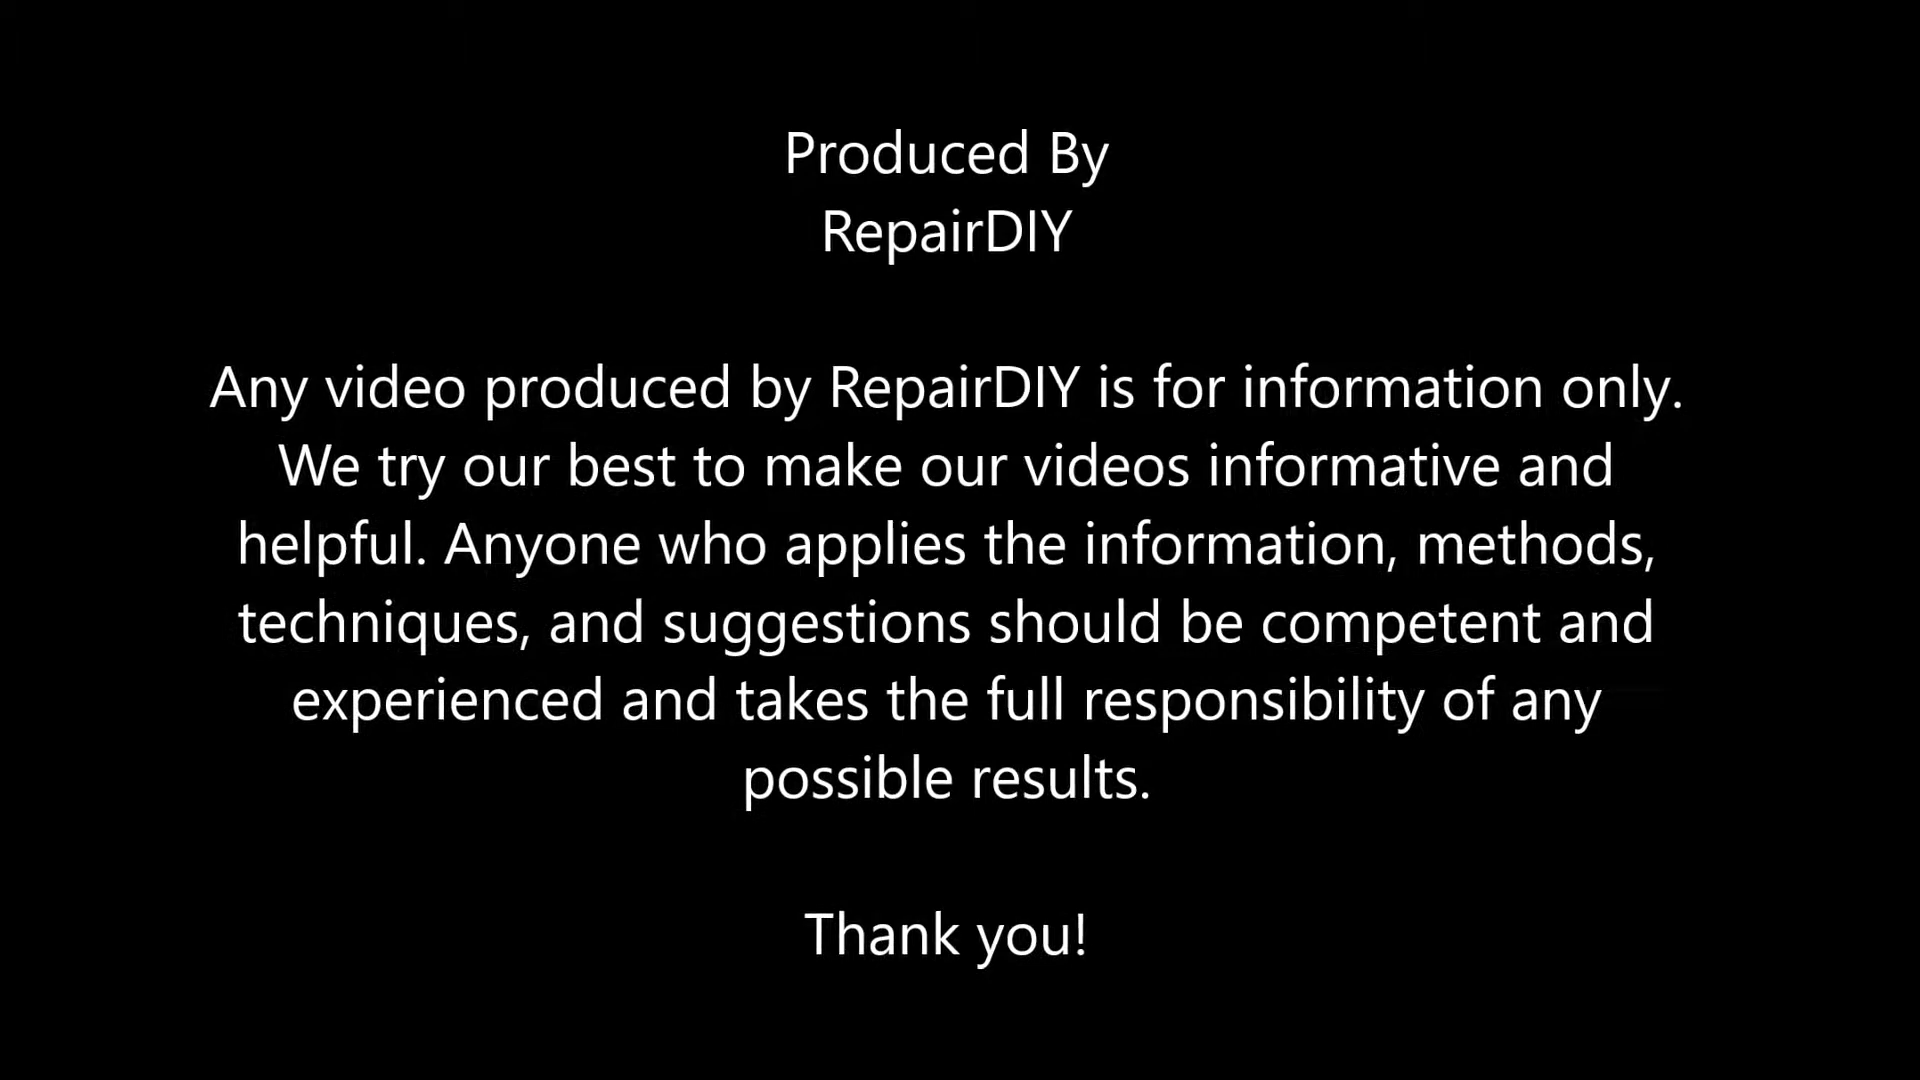 Produced By
RepairDIY
Any video produced by RepairDIY is for information only.
We try our best to make our videos informative and
helpful. Anyone who applies the information, methods,
techniques, and suggestions should be competent and
experienced and takes the full responsibility of any
possible results.
Thank you!